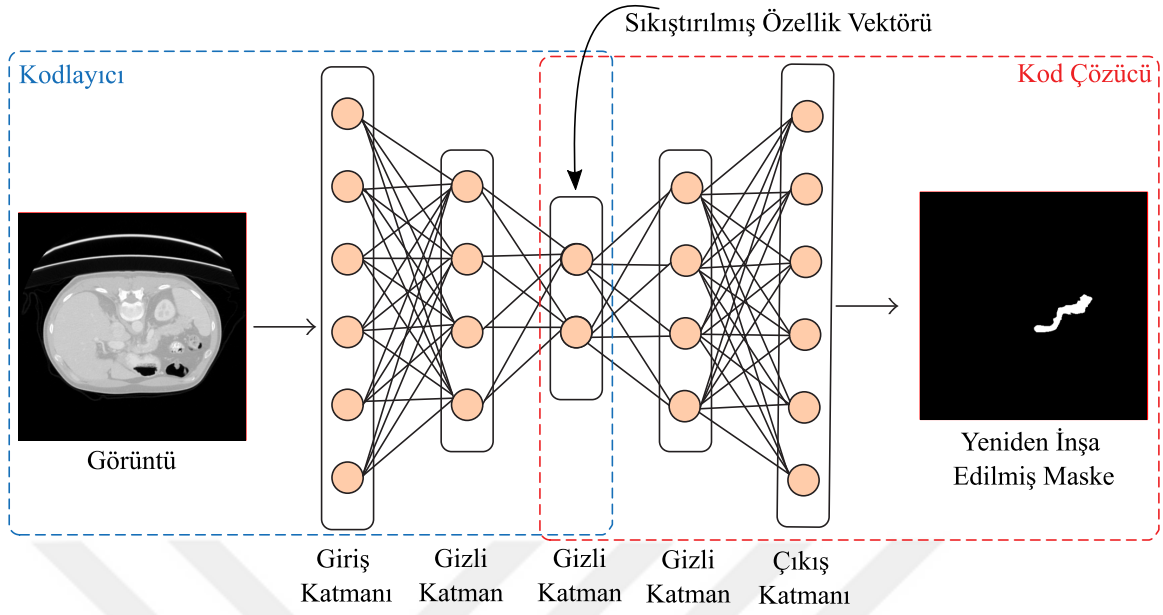 Sıkıştırılmış Özellik Vektörü
Kodlayıcı
Kod Çözücü
Görüntü
Yeniden İnşa
Edilmiş Maske
Giriş
Katmanı
Gizli
Katman
Gizli
Katman
Gizli
Katman
Çıkış
Katmanı